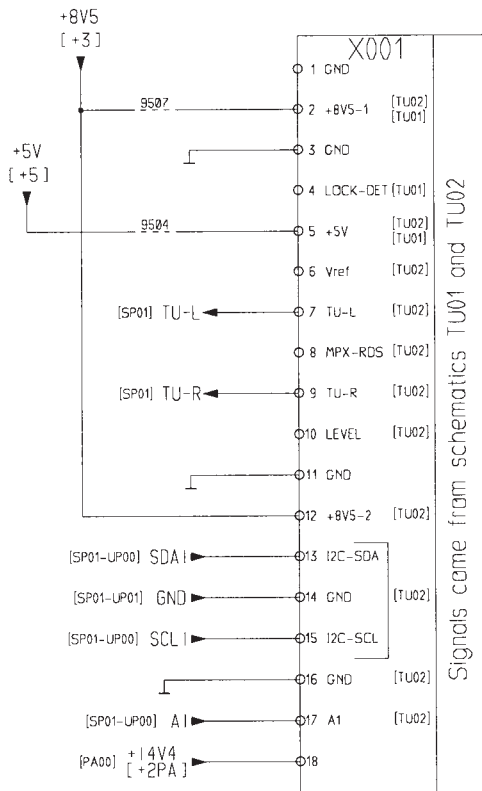 +8V5
[+3]
X001
1 GND
9507
2 +8V5-1 [TU02]
[TU01]
3 GND
+5V
[+5]
4 LOCK-DET [TU01]
9504
5 +5V [TU02]
[TU01]
6 Vref [TU02]
[SP01] TU-L 7 TU-L [TU02]
8 MPX-RDS [TU02]
[SP01] TU-R 9 TU-R [TU02]
10 LEVEL [TU02]
11 GND
12 +8V5-2 [TU02]
[SP01-UP00] SDA1 13 I2C-SDA
[SP01-UP01] GND 14 GND [TU02]
[SP01-UP00] SCL1 15 I2C-SCL
16 GND [TU02]
[SP01-UP00] A1 17 A1 [TU02]
[PA00] +14V4 18
[+2PA]
Signals come from schematics TU01 and TU02